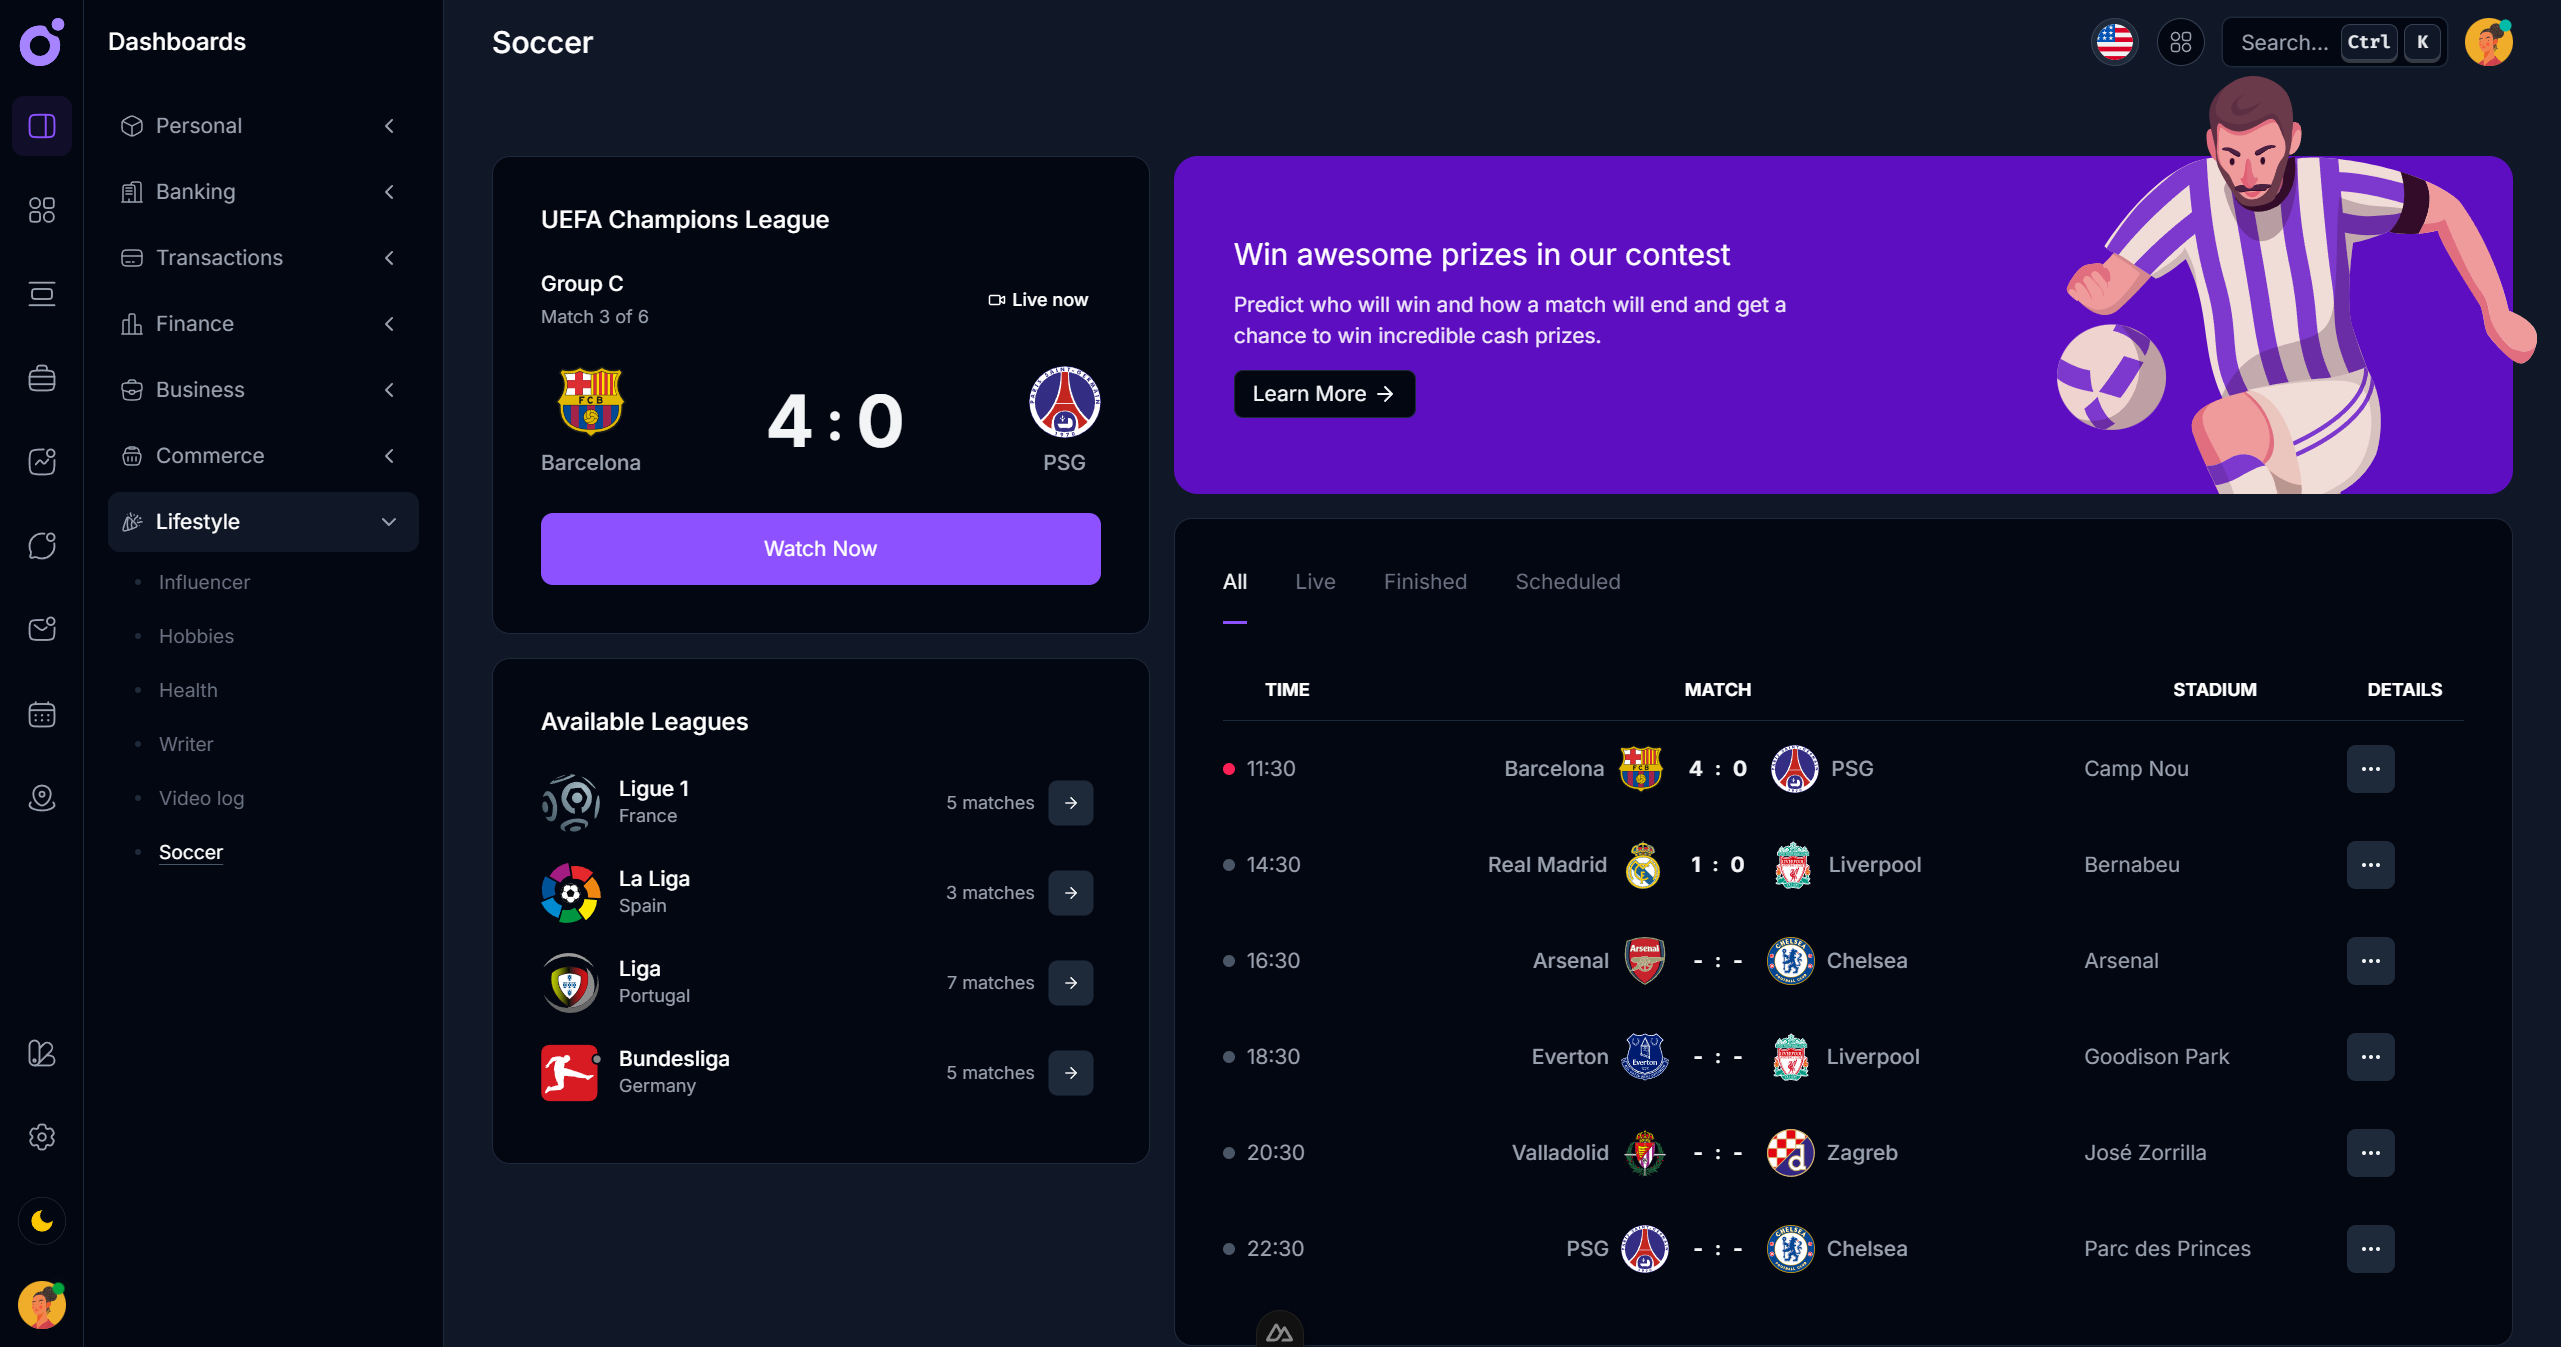 Dashboards
Personal
Banking
Transactions
Finance
Business
Commerce
Lifestyle
Influencer
Hobbies
Health
Writer
Video log
Soccer
Soccer
Search... Ctrl K
UEFA Champions League
Group C
Match 3 of 6
Live now
FCB
4 : 0
Barcelona
PSG
Watch Now
Available Leagues
Ligue 1
France
5 matches
La Liga
Spain
3 matches
Liga
Portugal
7 matches
Bundesliga
Germany
5 matches
Win awesome prizes in our contest
Predict who will win and how a match will end and get a
chance to win incredible cash prizes.
Learn More
All Live Finished Scheduled
TIME MATCH STADIUM DETAILS
11:30 Barcelona 4 : 0 PSG Camp Nou
14:30 Real Madrid 1 : 0 Liverpool Bernabeu
16:30 Arsenal Arsenal - : - Chelsea Arsenal
18:30 Everton Everton - : - Liverpool Goodison Park
20:30 Valladolid - : - Zagreb José Zorrilla
22:30 PSG - : - Chelsea Parc des Princes